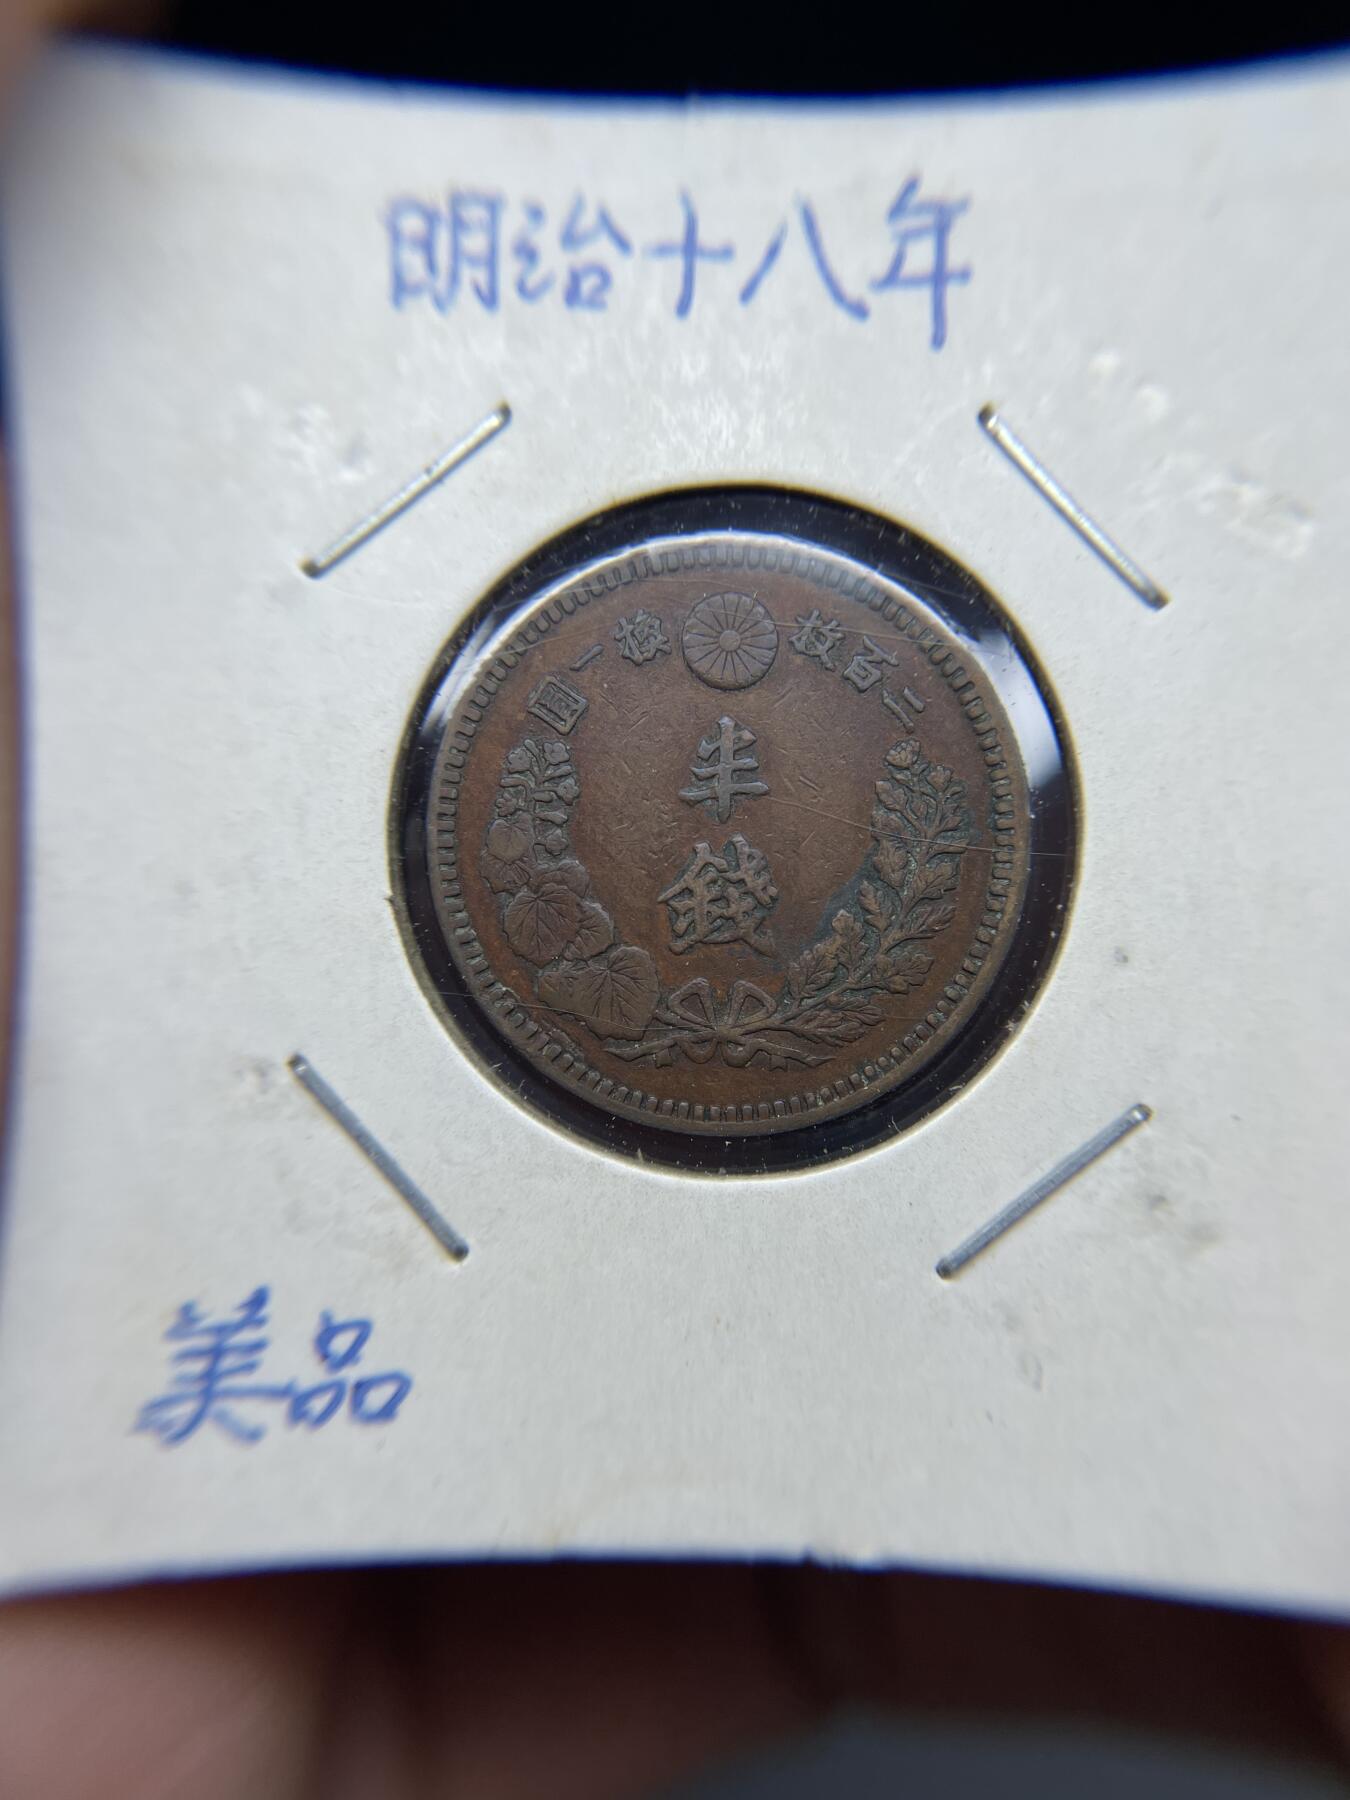 明治十八年
二百枚換一圓
半
錢
美品